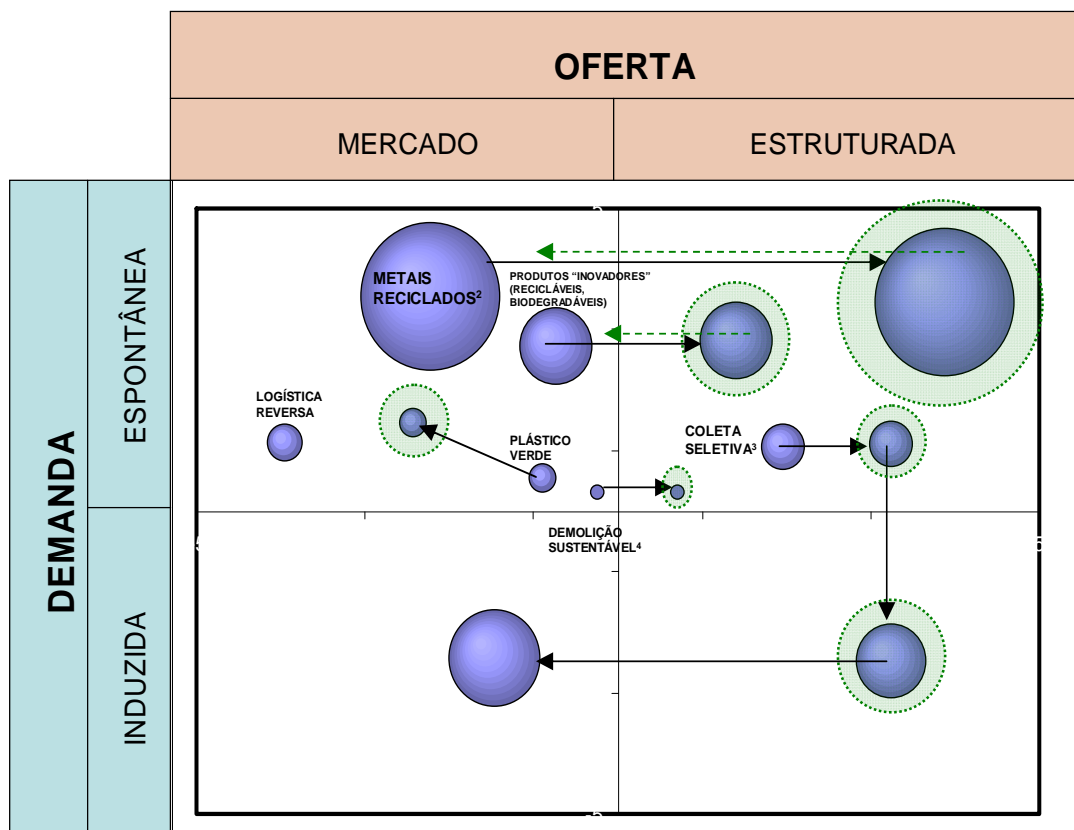 OFERTA
MERCADO
ESTRUTURADA
DEMANDA
ESPONTÂNEA
INDUZIDA
METAIS
RECICLADOS²
PRODUTOS “INOVADORES”
(RECICLÁVEIS,
BIODEGRADÁVEIS)
LOGÍSTICA
REVERSA
PLÁSTICO
VERDE
COLETA
SELETIVA³
DEMOLIÇÃO
SUSTENTÁVEL⁴